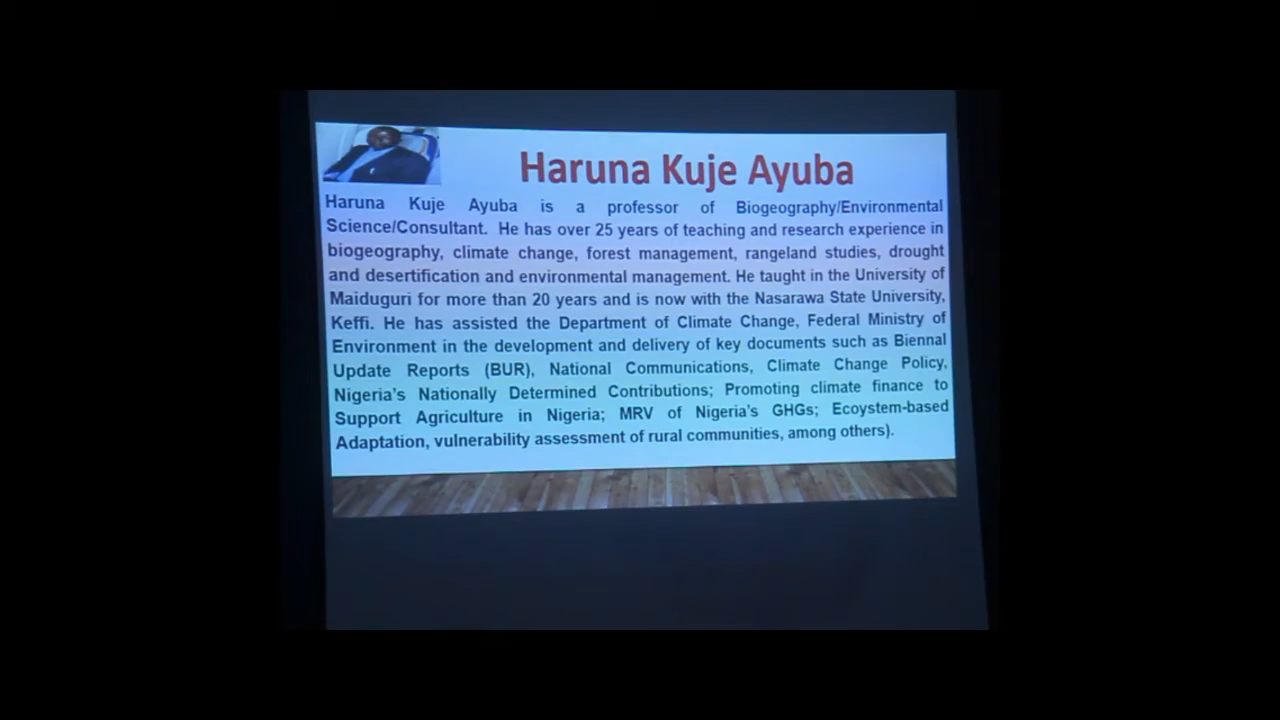 Haruna Kuje Ayuba
Haruna Kuje Ayuba is a professor of Biogeography/Environmental
Science/Consultant. He has over 25 years of teaching and research experience in
biogeography, climate change, forest management, rangeland studies, drought
and desertification and environmental management. He taught in the University of
Maiduguri for more than 20 years and is now with the Nasarawa State University,
Keffi. He has assisted the Department of Climate Change, Federal Ministry of
Environment in the development and delivery of key documents such as Biennal
Update Reports (BUR), National Communications, Climate Change Policy,
Nigeria's Nationally Determined Contributions; Promoting climate finance to
Support Agriculture in Nigeria; MRV of Nigeria's GHGs; Ecoystem-based
Adaptation, vulnerability assessment of rural communities, among others).